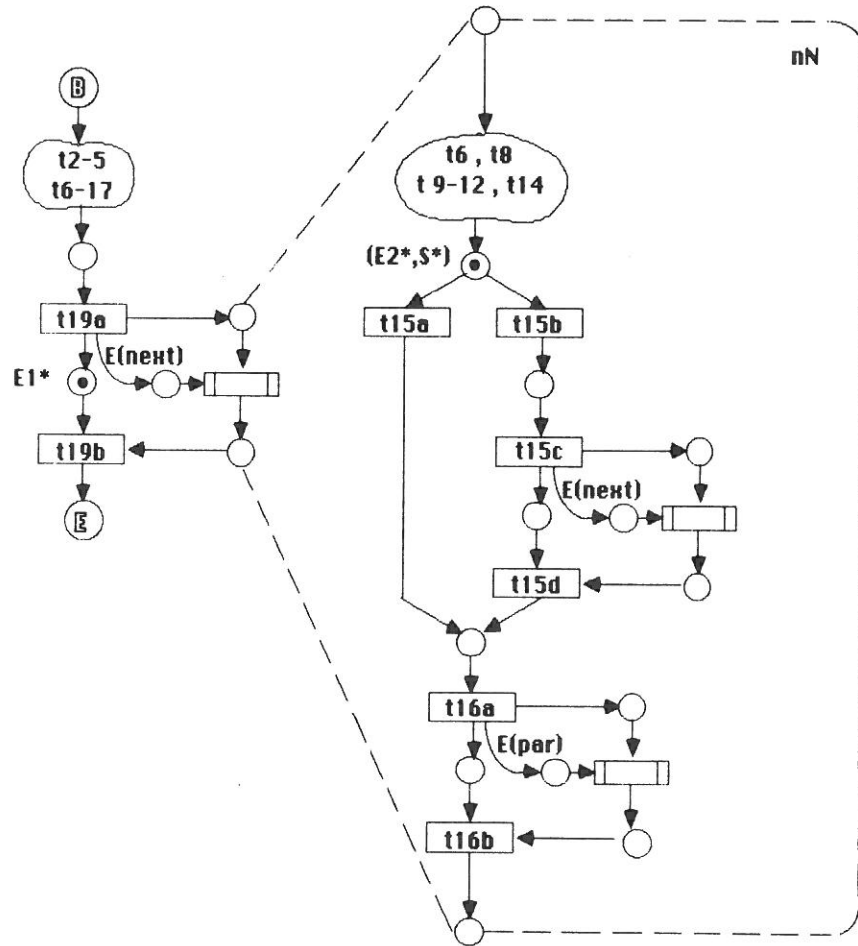 nN
B
t2-5
t6-17
t6 , t8
t 9-12 , t14
(E2*,S*)
t19a
t15a
t15b
E(next)
E1*
t19b
t15c
E(next)
E
t15d
t16a
E(par)
t16b